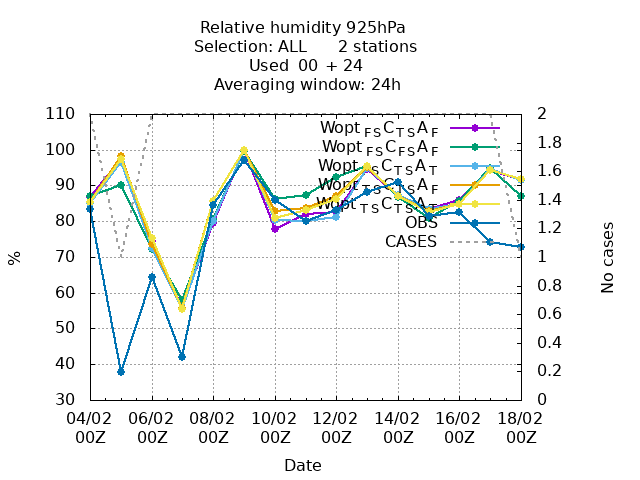 Relative humidity 925hPa
Selection: ALL      2 stations
Used  00  + 24
Averaging window: 24h
110
100
90
80
70
60
50
40
30
%
2
1.8
1.6
1.4
1.2
1
0.8
0.6
0.4
0.2
0
No cases
Wopt FS C TS A F
Wopt FS C FS A F
Wopt FS C TS A T
Wopt TS C FS A F
OBS
CASES
04/02 06/02 08/02 10/02 12/02 14/02 16/02 18/02
00Z 00Z 00Z 00Z 00Z 00Z 00Z 00Z
Date